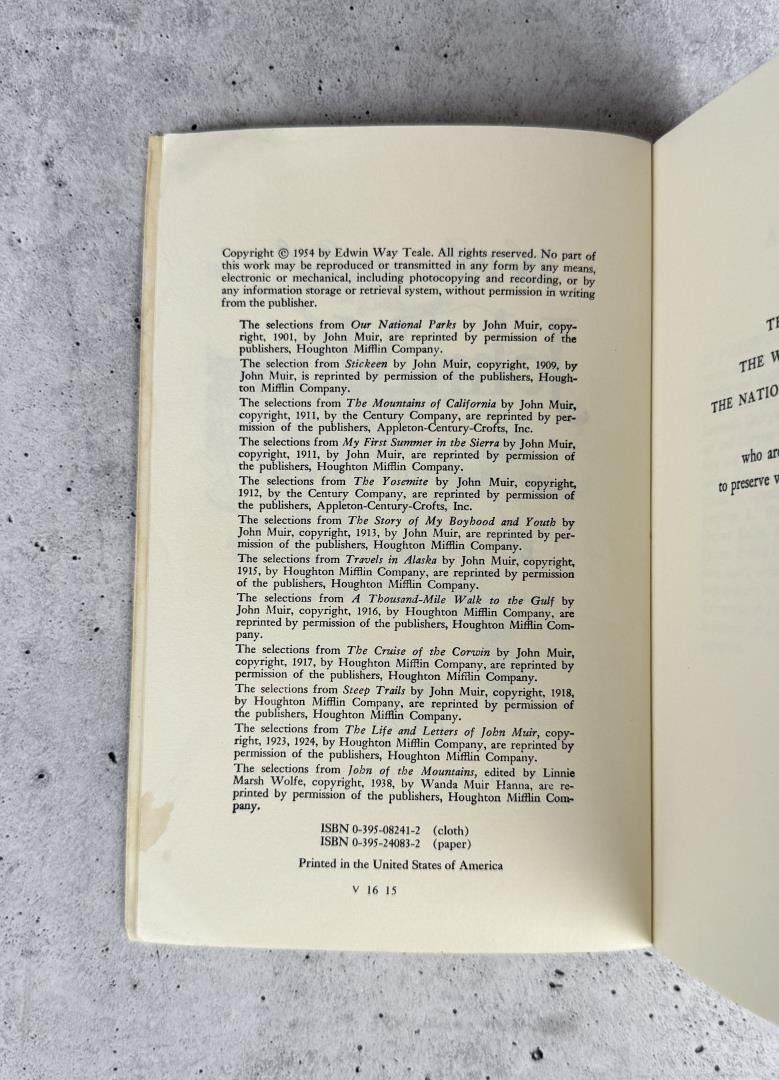 Copyright © 1954 by Edwin Way Teale. All rights reserved. No part of
this work may be reproduced or transmitted in any form by any means,
electronic or mechanical, including photocopying and recording, or by
any information storage or retrieval system, without permission in writing
from the publisher.
The selections from Our National Parks by John Muir, copy-
right, 1901, by John Muir, are reprinted by permission of the
publishers, Houghton Mifflin Company.
The selection from Stickeen by John Muir, copyright, 1909, by
John Muir, is reprinted by permission of the publishers, Hough-
ton Mifflin Company.
The selections from The Mountains of California by John Muir,
copyright, 1911, by the Century Company, are reprinted by per-
mission of the publishers, Appleton-Century-Crofts, Inc.
The selections from My First Summer in the Sierra by John Muir,
copyright, 1911, by John Muir, are reprinted by permission of
the publishers, Houghton Mifflin Company.
The selections from The Yosemite by John Muir, copyright,
1912, by the Century Company, are reprinted by permission of
the publishers, Appleton-Century-Crofts, Inc.
The selections from The Story of My Boyhood and Youth by
John Muir, copyright, 1913, by John Muir, are reprinted by per-
mission of the publishers, Houghton Mifflin Company.
The selections from Travels in Alaska by John Muir, copyright,
1915, by Houghton Mifflin Company, are reprinted by permission
of the publishers, Houghton Mifflin Company.
The selections from A Thousand-Mile Walk to the Gulf by
John Muir, copyright, 1916, by Houghton Mifflin Company, are
reprinted by permission of the publishers, Houghton Mifflin Com-
pany.
The selections from The Cruise of the Corwin by John Muir,
copyright, 1917, by Houghton Mifflin Company, are reprinted by
permission of the publishers, Houghton Mifflin Company.
The selections from Steep Trails by John Muir, copyright, 1918,
by Houghton Mifflin Company, are reprinted by permission of
the publishers, Houghton Mifflin Company.
The selections from The Life and Letters of John Muir, copy-
right, 1923, 1924, by Houghton Mifflin Company, are reprinted by
permission of the publishers, Houghton Mifflin Company.
The selections from John of the Mountains, edited by Linnie
Marsh Wolfe, copyright, 1938, by Wanda Muir Hanna, are re-
printed by permission of the publishers, Houghton Mifflin Com-
pany.
ISBN 0-395-08241-2 (cloth)
ISBN 0-395-24083-2 (paper)
Printed in the United States of America
V 16 15
THE
THE NATIO
who are
to preserve